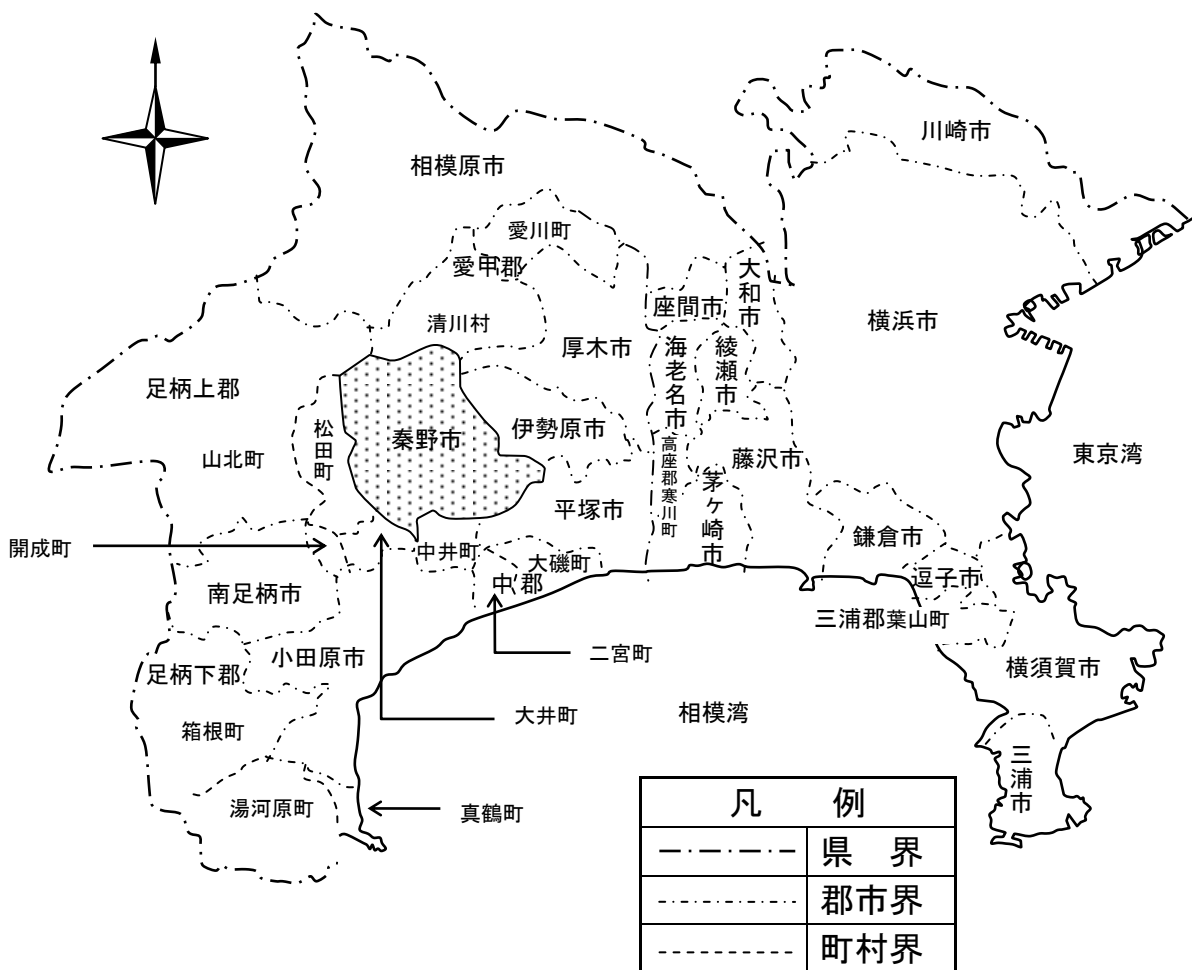 川崎市
相模原市
愛川町
愛甲郡
大和市
座間市
横浜市
清川村
厚木市
海老名市
綾瀬市
足柄上郡
松田町
秦野市
伊勢原市
高座郡寒川町
藤沢市
東京湾
山北町
茅ヶ崎市
平塚市
鎌倉市
開成町
中井町
大磯町
中郡
逗子市
南足柄市
三浦郡葉山町
小田原市
二宮町
足柄下郡
横須賀市
大井町
相模湾
箱根町
三浦市
湯河原町
真鶴町
凡 例
県 界
郡市界
町村界